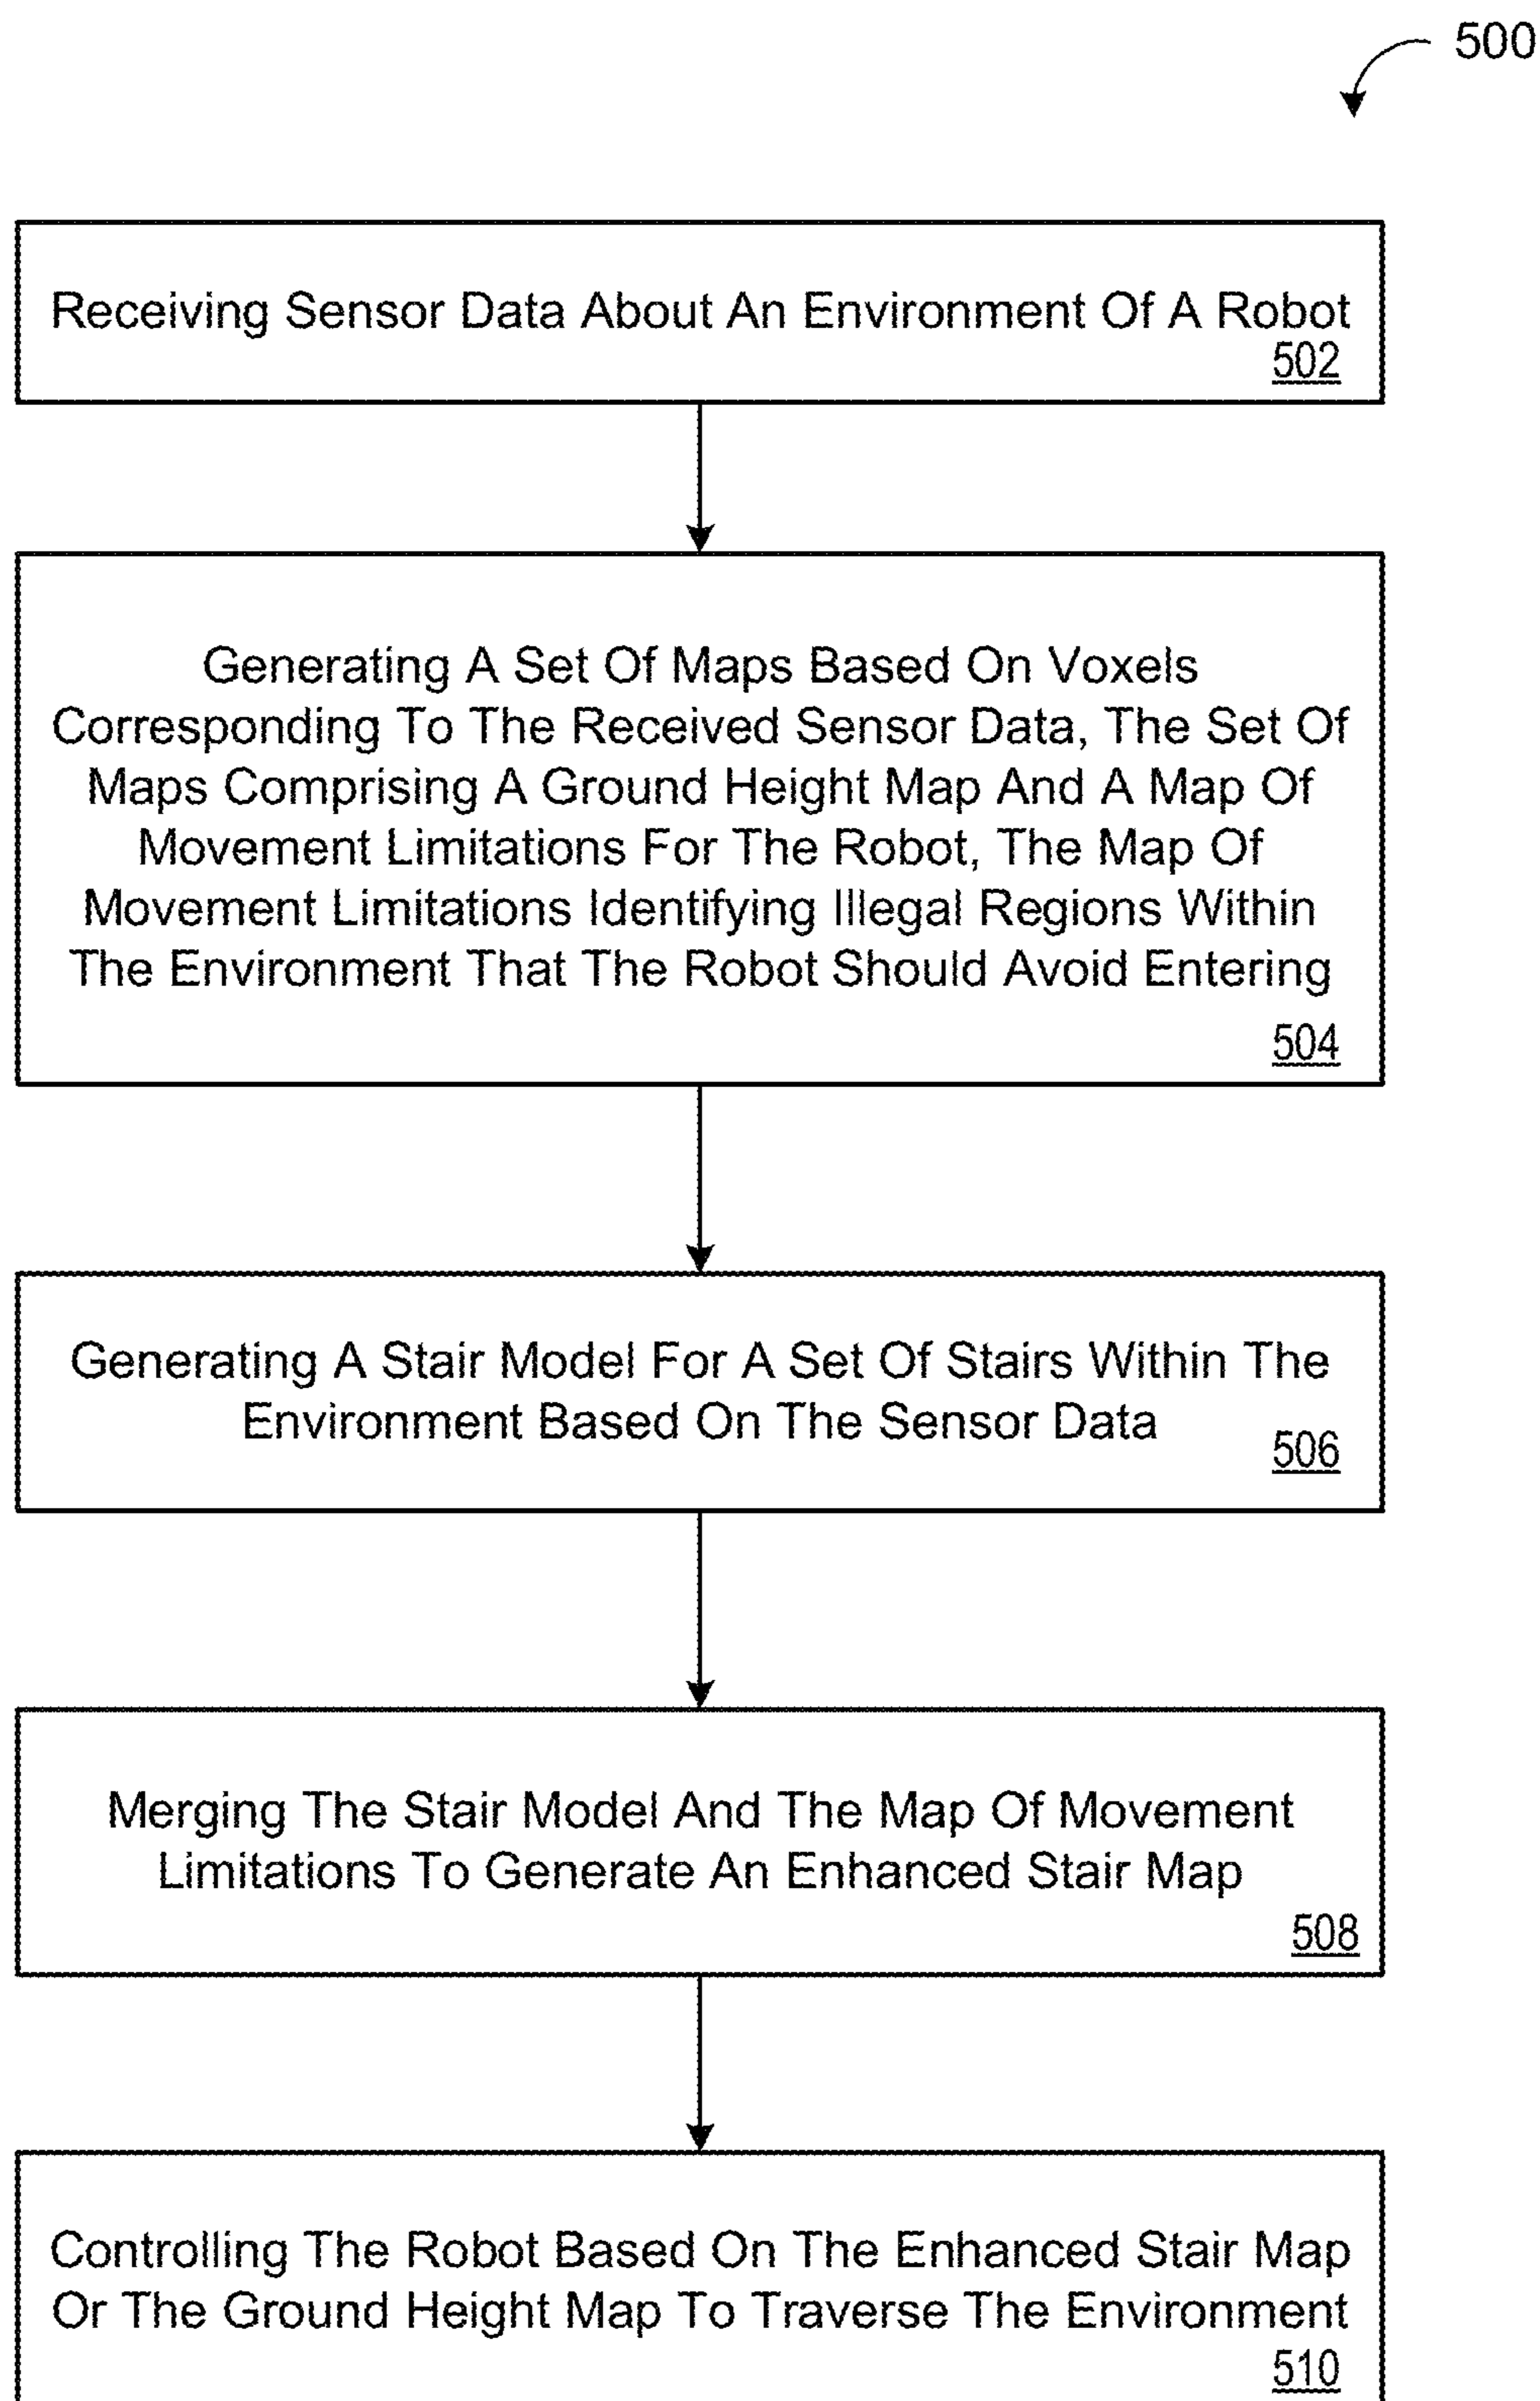 500
Receiving Sensor Data About An Environment Of A Robot
502
Generating A Set Of Maps Based On Voxels
Corresponding To The Received Sensor Data, The Set Of
Maps Comprising A Ground Height Map And A Map Of
Movement Limitations For The Robot, The Map Of
Movement Limitations Identifying Illegal Regions Within
The Environment That The Robot Should Avoid Entering
504
Generating A Stair Model For A Set Of Stairs Within The
Environment Based On The Sensor Data
506
Merging The Stair Model And The Map Of Movement
Limitations To Generate An Enhanced Stair Map
508
Controlling The Robot Based On The Enhanced Stair Map
Or The Ground Height Map To Traverse The Environment
510